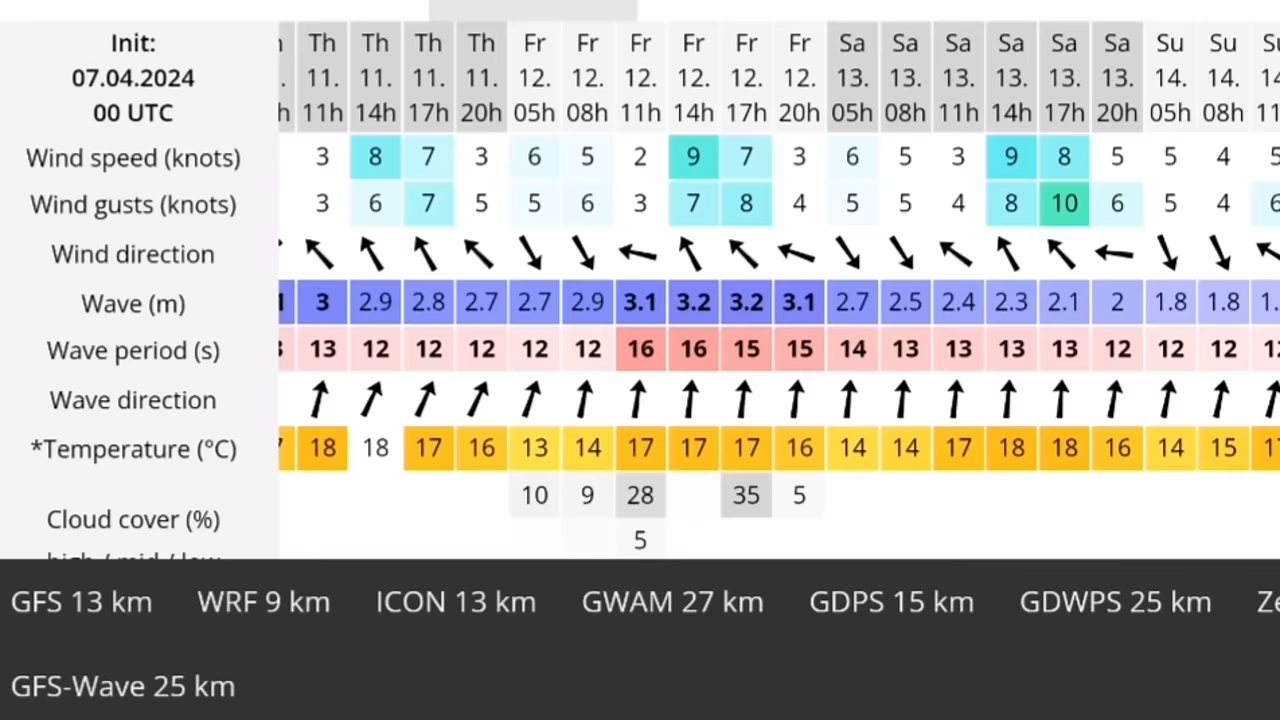 Init: Th Th Th Th Fr Fr Fr Fr Fr Fr Sa Sa Sa Sa Sa Sa Su Su
07.04.2024 11. 11. 11. 11. 12. 12. 12. 12. 12. 12. 13. 13. 13. 13. 13. 13. 14. 14.
00 UTC 11h 14h 17h 20h 05h 08h 11h 14h 17h 20h 05h 08h 11h 14h 17h 20h 05h 08h
Wind speed (knots) 3 8 7 3 6 5 2 9 7 3 6 5 3 9 8 5 5 4 5
Wind gusts (knots) 3 6 7 5 5 6 3 7 8 4 5 5 4 8 10 6 5 4 6
Wind direction
Wave (m) 3 2.9 2.8 2.7 2.7 2.9 3.1 3.2 3.2 3.1 2.7 2.5 2.4 2.3 2.1 2 1.8 1.8
Wave period (s) 13 12 12 12 12 12 16 16 15 15 14 13 13 13 13 12 12 12
Wave direction
*Temperature (°C) 18 18 17 16 13 14 17 17 17 16 14 14 17 18 18 16 14 15
10 9 28 35 5
Cloud cover (%)
5
high / mid / low
GFS 13 km WRF 9 km ICON 13 km GWAM 27 km GDPS 15 km GDWPS 25 km
GFS-Wave 25 km